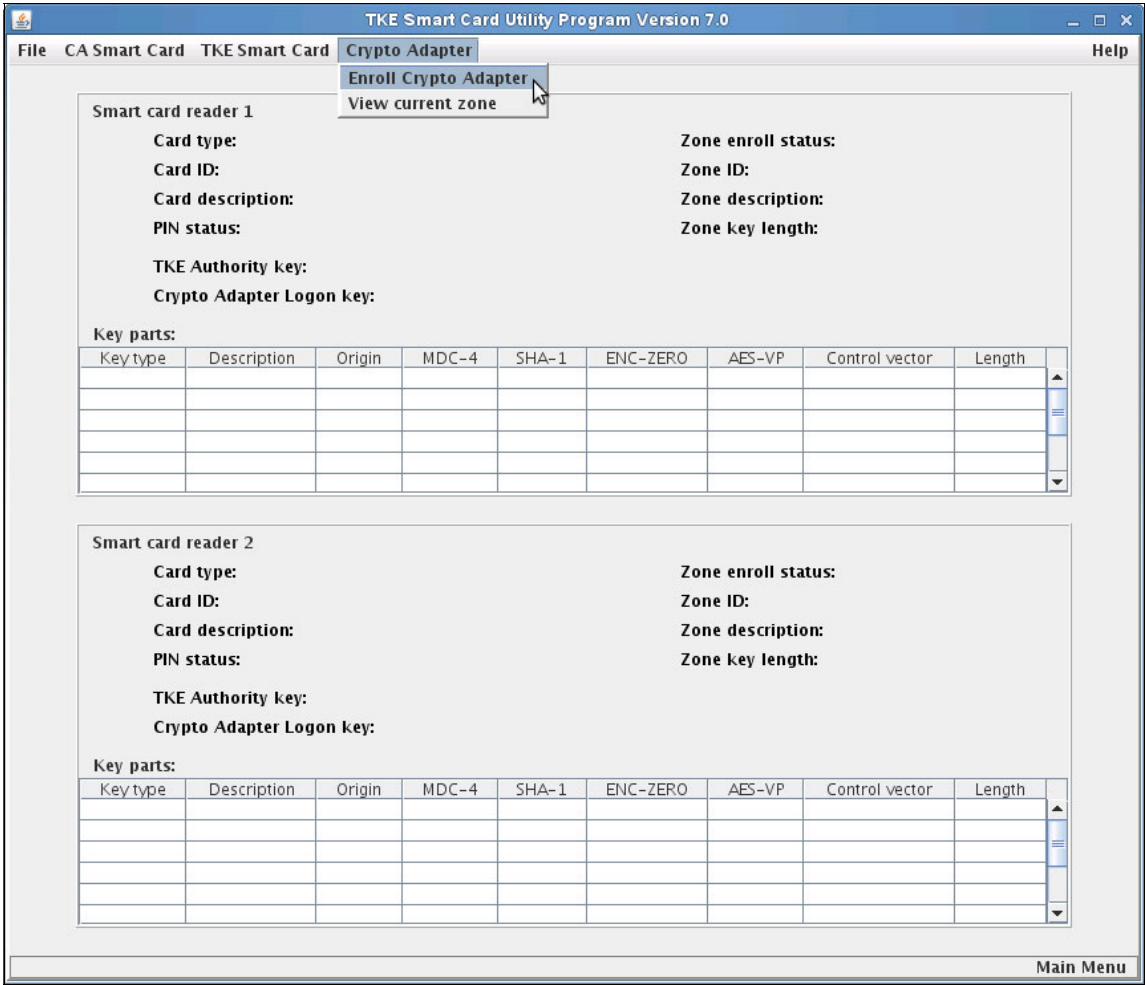 TKE Smart Card Utility Program Version 7.0
File CA Smart Card TKE Smart Card Crypto Adapter Help
Enroll Crypto Adapter
View current zone
Smart card reader 1
Card type: Zone enroll status:
Card ID: Zone ID:
Card description: Zone description:
PIN status: Zone key length:
TKE Authority key:
Crypto Adapter Logon key:
Key parts:
Key type Description Origin MDC-4 SHA-1 ENC-ZERO AES-VP Control vector Length
Smart card reader 2
Card type: Zone enroll status:
Card ID: Zone ID:
Card description: Zone description:
PIN status: Zone key length:
TKE Authority key:
Crypto Adapter Logon key:
Key parts:
Key type Description Origin MDC-4 SHA-1 ENC-ZERO AES-VP Control vector Length
Main Menu